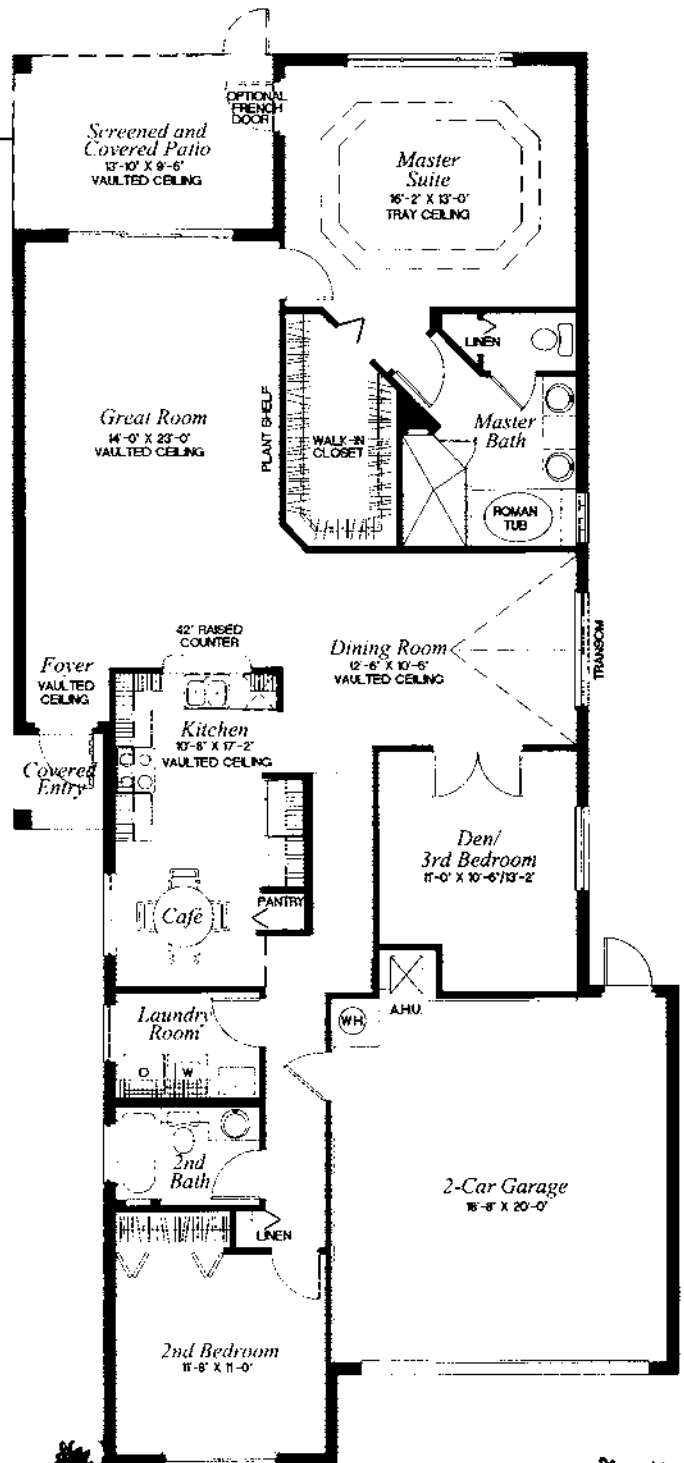 OPTIONAL
FRENCH
DOOR
Screened and
Covered Patio
13'-10" X 9'-6"
VAULTED CEILING
Master
Suite
16'-2" X 13'-0"
TRAY CEILING
LINEN
Great Room
14'-0" X 23'-0"
VAULTED CEILING
PLANT SHELF
WALK-IN
CLOSET
Master
Bath
ROMAN
TUB
42" RAISED
COUNTER
Foyer
VAULTED
CEILING
Dining Room
12'-6" X 10'-6"
VAULTED CEILING
TRANSOM
Kitchen
10'-8" X 17'-2"
VAULTED CEILING
Covered
Entry
Den/
3rd Bedroom
11'-0" X 10'-6"/13'-2"
PANTRY
Café
Laundry
Room
D
W
W.H.
A.H.U.
2nd
Bath
LINEN
2-Car Garage
18'-8" X 20'-0"
2nd Bedroom
11'-8" X 11'-0"